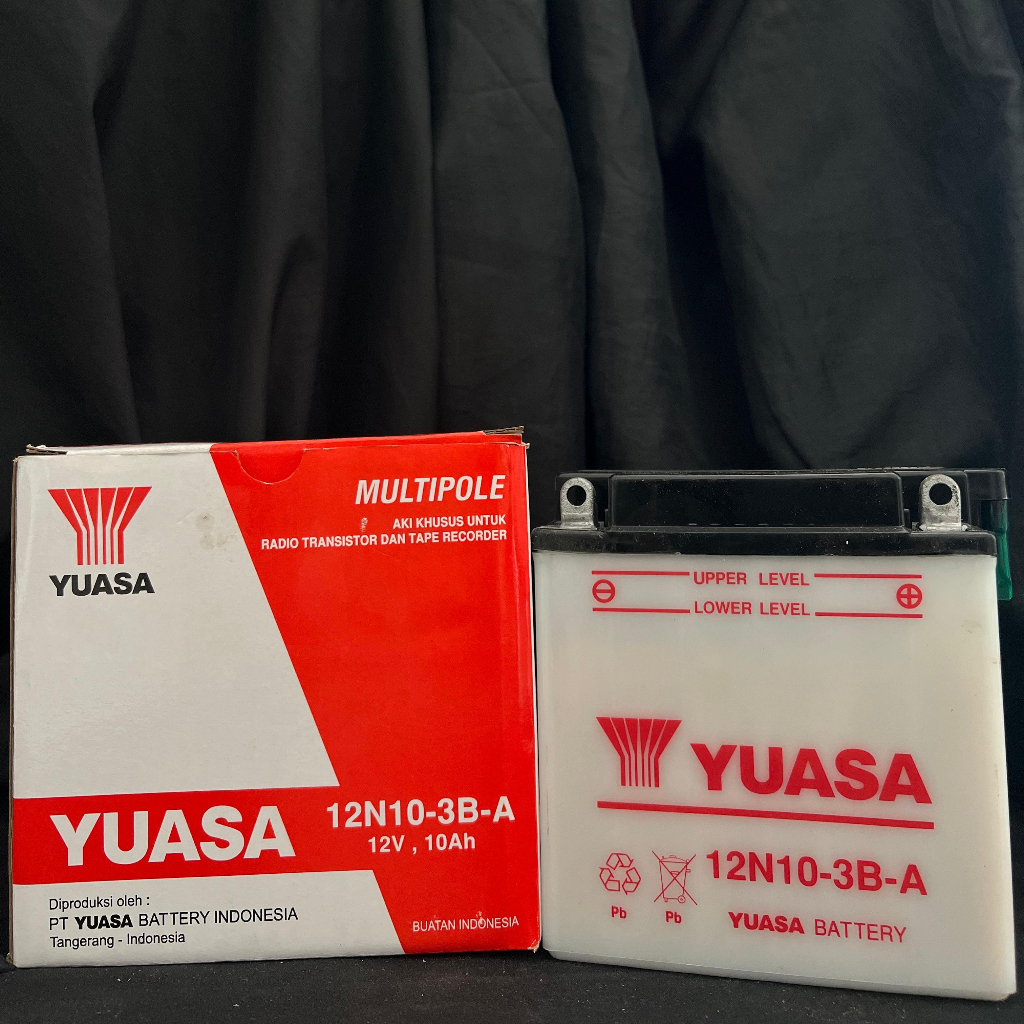 YUASA
MULTIPOLE
AKI KHUSUS UNTUK
RADIO TRANSISTOR DAN TAPE RECORDER
YUASA
12N10-3B-A
12V , 10Ah
Diproduksi oleh :
PT YUASA BATTERY INDONESIA
Tangerang - Indonesia
BUATAN INDONESIA
UPPER LEVEL
LOWER LEVEL
YUASA
12N10-3B-A
Pb
Pb
YUASA BATTERY